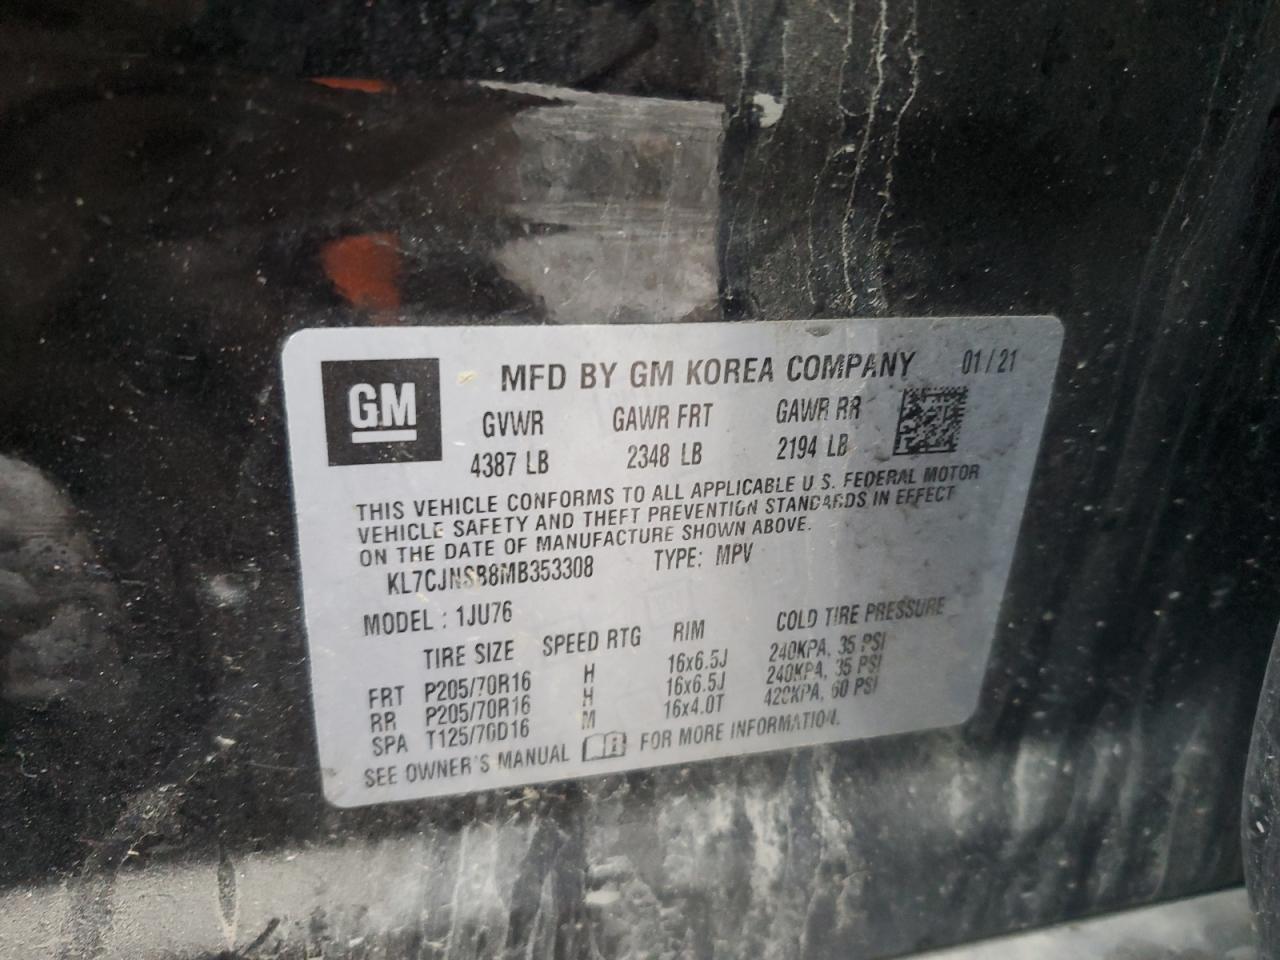 GM
MFD BY GM KOREA COMPANY 01/21
GVWR GAWR FRT GAWR RR
4387 LB 2348 LB 2194 LB
THIS VEHICLE CONFORMS TO ALL APPLICABLE U.S. FEDERAL MOTOR
VEHICLE SAFETY AND THEFT PREVENTION STANDARDS IN EFFECT
ON THE DATE OF MANUFACTURE SHOWN ABOVE.
KL7CJNSB8MB353308 TYPE: MPV
MODEL: 1JU76
TIRE SIZE SPEED RTG RIM COLD TIRE PRESSURE
FRT P205/70R16 H 16x6.5J 240KPA, 35 PSI
RR P205/70R16 H 16x6.5J 240KPA, 35 PSI
SPA T125/70D16 M 16x4.0T 420KPA, 60 PSI
SEE OWNER'S MANUAL FOR MORE INFORMATION.